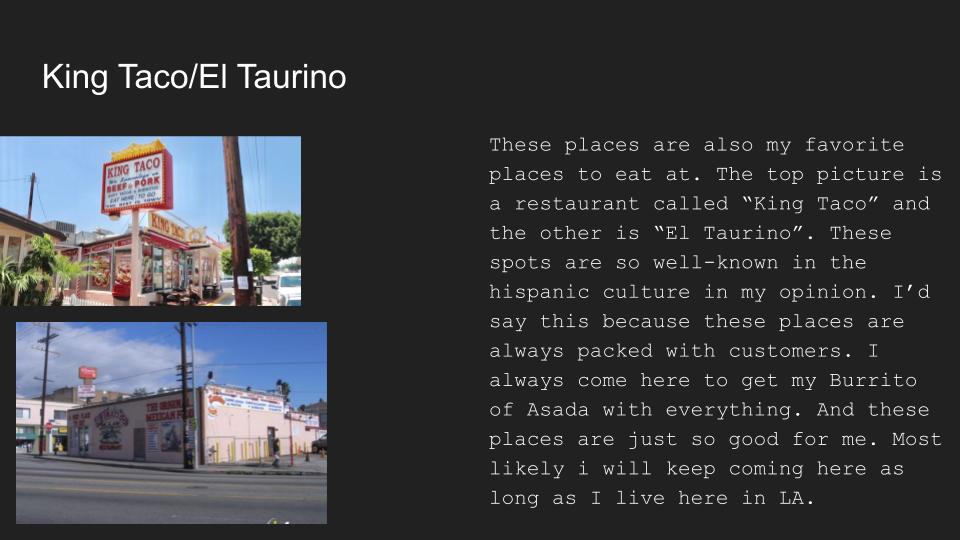 King Taco/El Taurino
KING TACO
BEEF & PORK
EAT HERE / TO GO
KING TACO
THE ORIGINAL
These places are also my favorite
places to eat at. The top picture is
a restaurant called “King Taco” and
the other is “El Taurino”. These
spots are so well-known in the
hispanic culture in my opinion. I’d
say this because these places are
always packed with customers. I
always come here to get my Burrito
of Asada with everything. And these
places are just so good for me. Most
likely i will keep coming here as
long as I live here in LA.